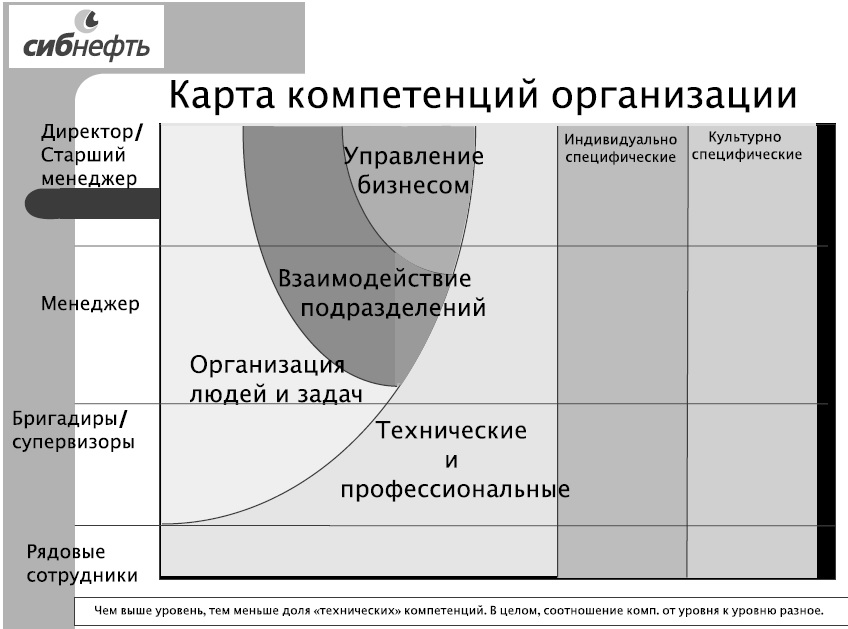 сибнефть
Карта компетенций организации
Директор/
Старший
менеджер
Управление
бизнесом
Индивидуально
специфические
Культурно
специфические
Менеджер
Взаимодействие
подразделений
Организация
людей и задач
Бригадиры/
супервизоры
Технические
и
профессиональные
Рядовые
сотрудники
Чем выше уровень, тем меньше доля «технических» компетенций. В целом, соотношение комп. от уровня к уровню разное.